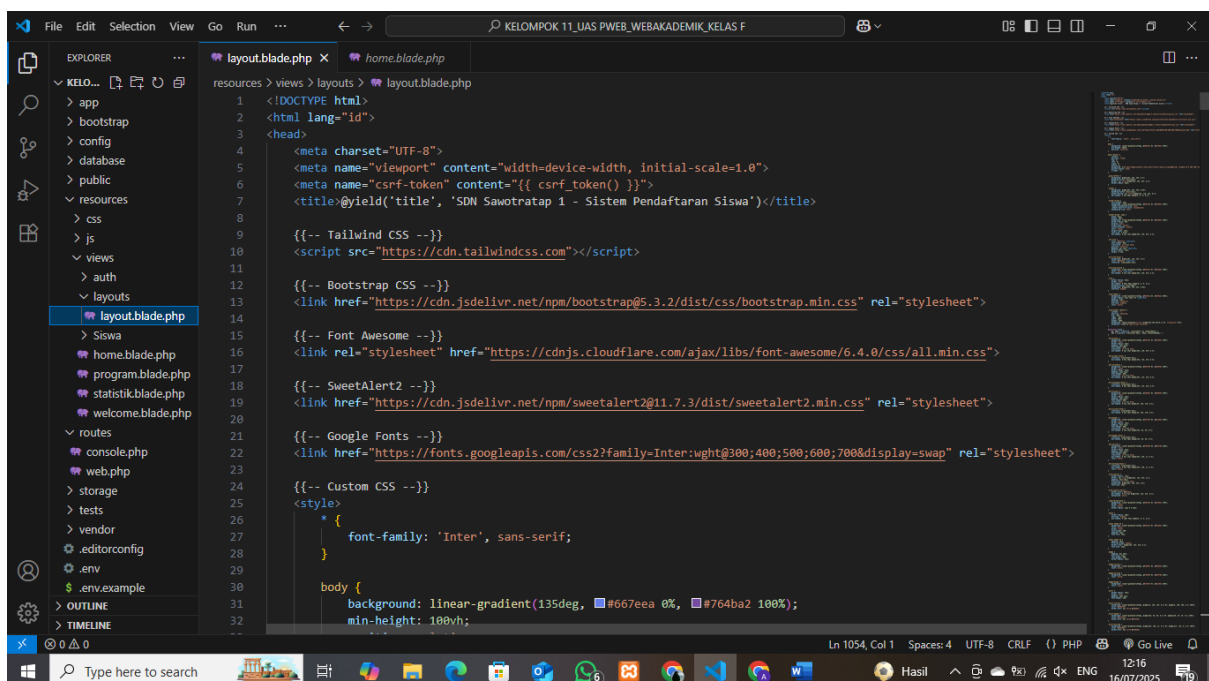 File Edit Selection View Go Run ···
KELOMPOK 11_UAS PWEB_WEBAKADEMIK_KELAS F
EXPLORER
KELO...
app
bootstrap
config
database
public
resources
css
js
views
auth
layouts
layout.blade.php
Siswa
home.blade.php
program.blade.php
statistik.blade.php
welcome.blade.php
routes
console.php
web.php
storage
tests
vendor
.editorconfig
.env
$ .env.example
OUTLINE
TIMELINE
layout.blade.php home.blade.php
resources > views > layouts > layout.blade.php
1 <!DOCTYPE html>
2 <html lang="id">
3 <head>
4 <meta charset="UTF-8">
5 <meta name="viewport" content="width=device-width, initial-scale=1.0">
6 <meta name="csrf-token" content="{{ csrf_token() }}">
7 <title>@yield('title', 'SDN Sawotratap 1 - Sistem Pendaftaran Siswa')</title>
8
9 {{-- Tailwind CSS --}}
10 <script src="https://cdn.tailwindcss.com"></script>
11
12 {{-- Bootstrap CSS --}}
13 <link href="https://cdn.jsdelivr.net/npm/bootstrap@5.3.2/dist/css/bootstrap.min.css" rel="stylesheet">
14
15 {{-- Font Awesome --}}
16 <link rel="stylesheet" href="https://cdnjs.cloudflare.com/ajax/libs/font-awesome/6.4.0/css/all.min.css">
17
18 {{-- SweetAlert2 --}}
19 <link href="https://cdn.jsdelivr.net/npm/sweetalert2@11.7.3/dist/sweetalert2.min.css" rel="stylesheet">
20
21 {{-- Google Fonts --}}
22 <link href="https://fonts.googleapis.com/css2?family=Inter:wght@300;400;500;600;700&display=swap" rel="stylesheet">
23
24 {{-- Custom CSS --}}
25 <style>
26 * {
27 font-family: 'Inter', sans-serif;
28 }
29
30 body {
31 background: linear-gradient(135deg, #667eea 0%, #764ba2 100%);
32 min-height: 100vh;
0 0 Ln 1054, Col 1 Spaces: 4 UTF-8 CRLF {} PHP Go Live
Type here to search
6
Hasil
ENG
12:16
16/07/2025
19